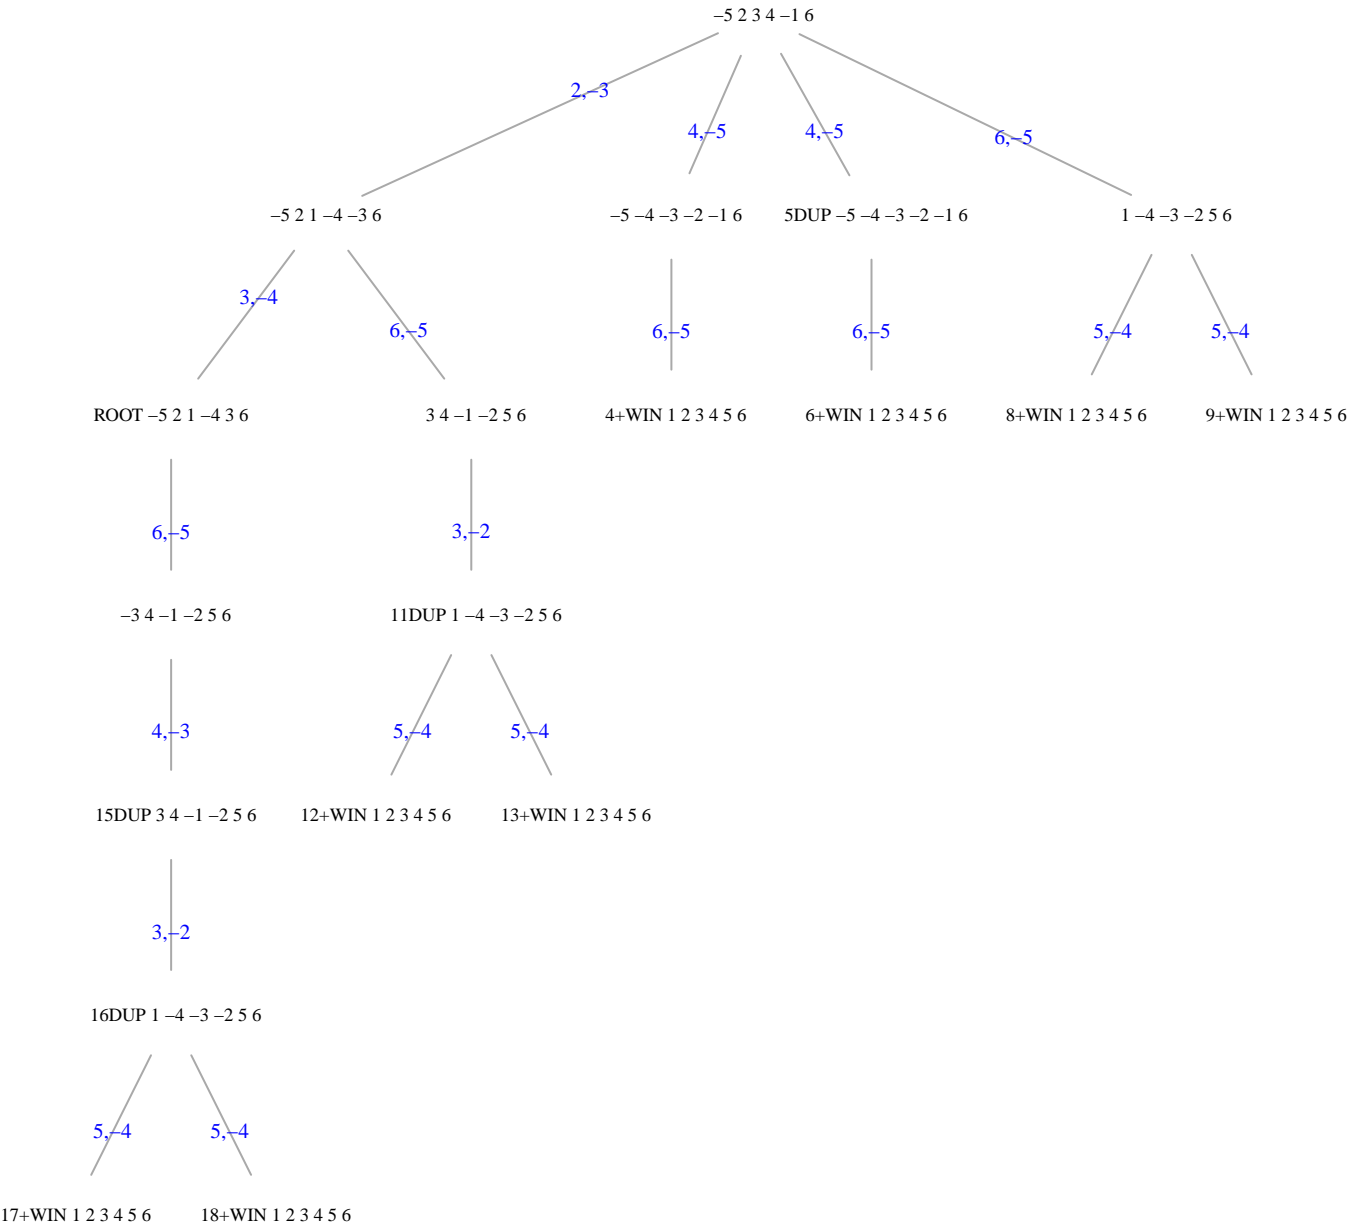 –5 2 3 4 –1 6
2,–3
4,–5
4,–5
6,–5
–5 2 1 –4 –3 6
–5 –4 –3 –2 –1 6
5DUP –5 –4 –3 –2 –1 6
1 –4 –3 –2 5 6
3,–4
6,–5
6,–5
6,–5
5,–4
5,–4
ROOT –5 2 1 –4 3 6
3 4 –1 –2 5 6
4+WIN 1 2 3 4 5 6
6+WIN 1 2 3 4 5 6
8+WIN 1 2 3 4 5 6
9+WIN 1 2 3 4 5 6
6,–5
3,–2
–3 4 –1 –2 5 6
11DUP 1 –4 –3 –2 5 6
4,–3
5,–4
5,–4
15DUP 3 4 –1 –2 5 6
12+WIN 1 2 3 4 5 6
13+WIN 1 2 3 4 5 6
3,–2
16DUP 1 –4 –3 –2 5 6
5,–4
5,–4
17+WIN 1 2 3 4 5 6
18+WIN 1 2 3 4 5 6